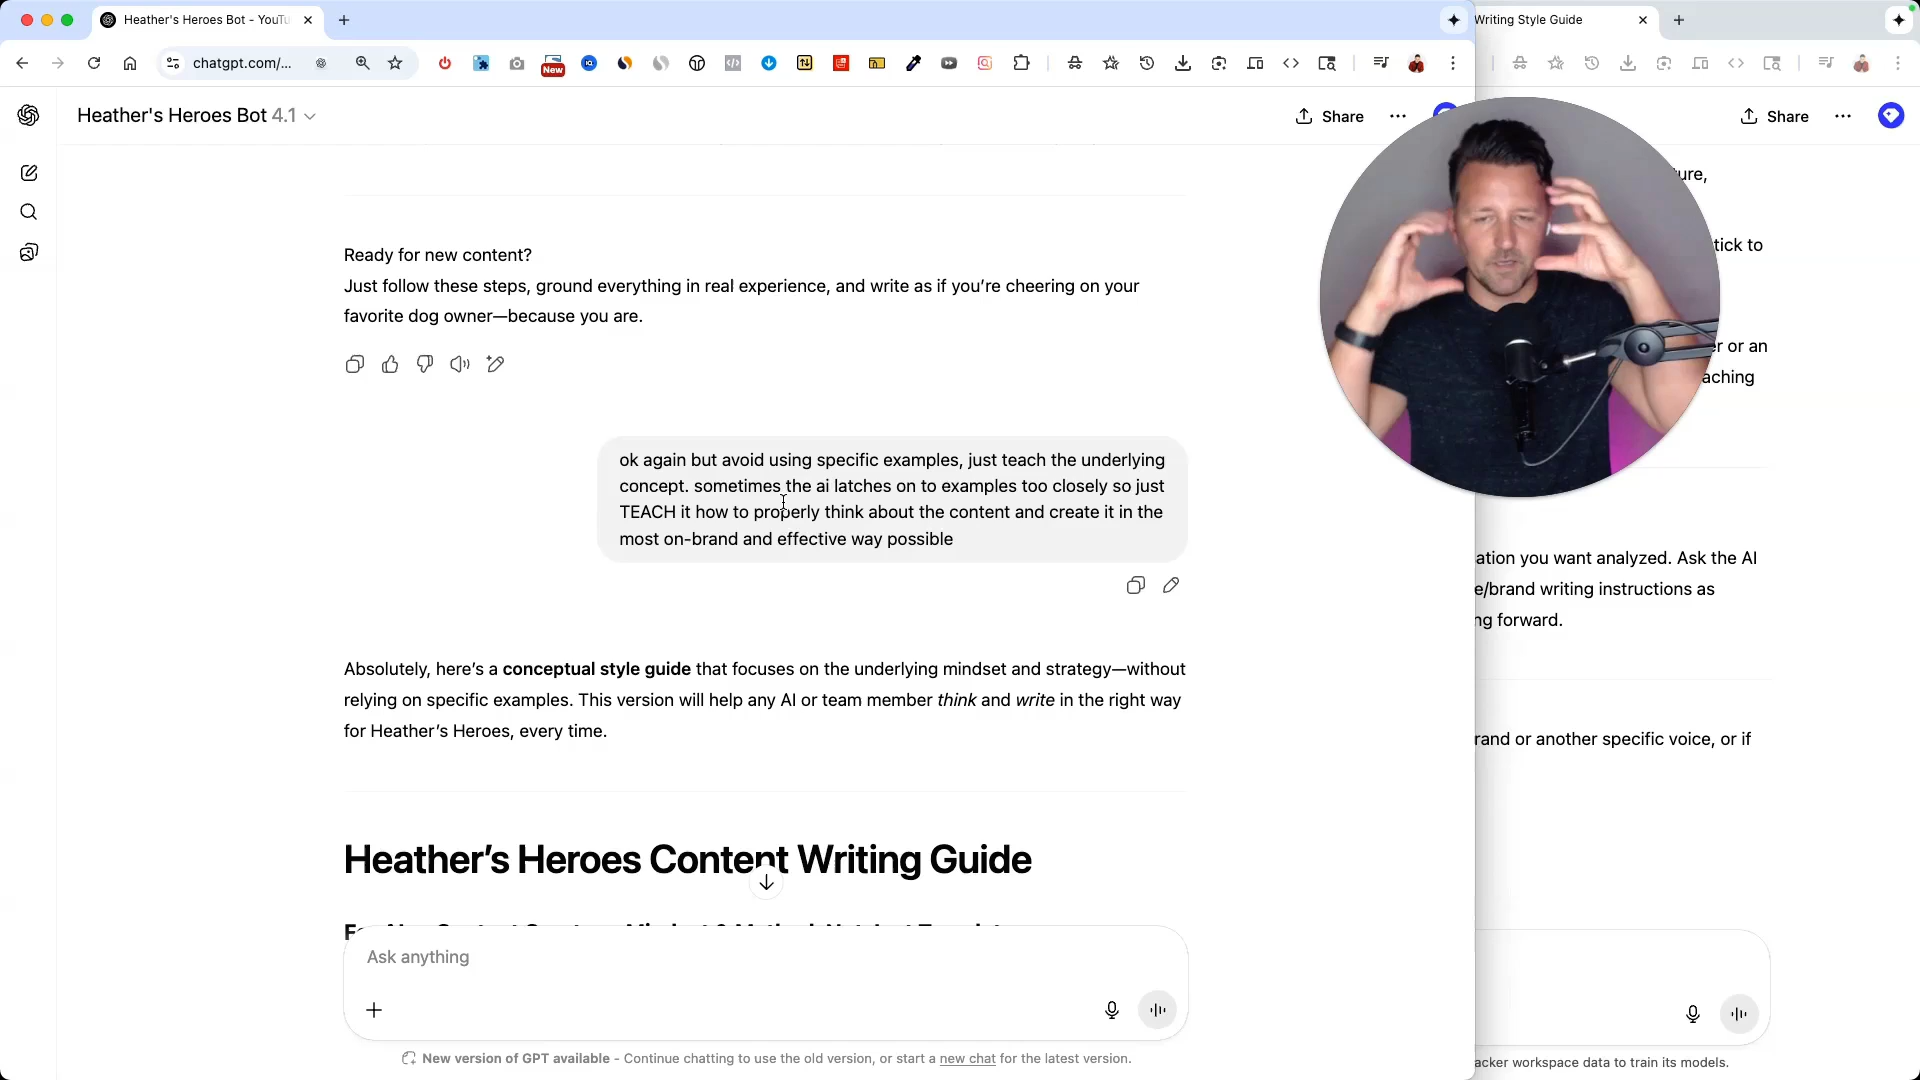 Heather's Heroes Bot - YouTu
Writing Style Guide
chatgpt.com/...
New
Heather's Heroes Bot 4.1
Share
Share
ure,
tick to
r or an
aching
Ready for new content?
Just follow these steps, ground everything in real experience, and write as if you’re cheering on your
favorite dog owner—because you are.
ok again but avoid using specific examples, just teach the underlying
concept. sometimes the ai latches on to examples too closely so just
TEACH it how to properly think about the content and create it in the
most on-brand and effective way possible
ation you want analyzed. Ask the AI
e/brand writing instructions as
ng forward.
Absolutely, here’s a conceptual style guide that focuses on the underlying mindset and strategy—without
relying on specific examples. This version will help any AI or team member think and write in the right way
for Heather’s Heroes, every time.
rand or another specific voice, or if
Heather’s Heroes Content Writing Guide
Ask anything
New version of GPT available - Continue chatting to use the old version, or start a new chat for the latest version.
acker workspace data to train its models.